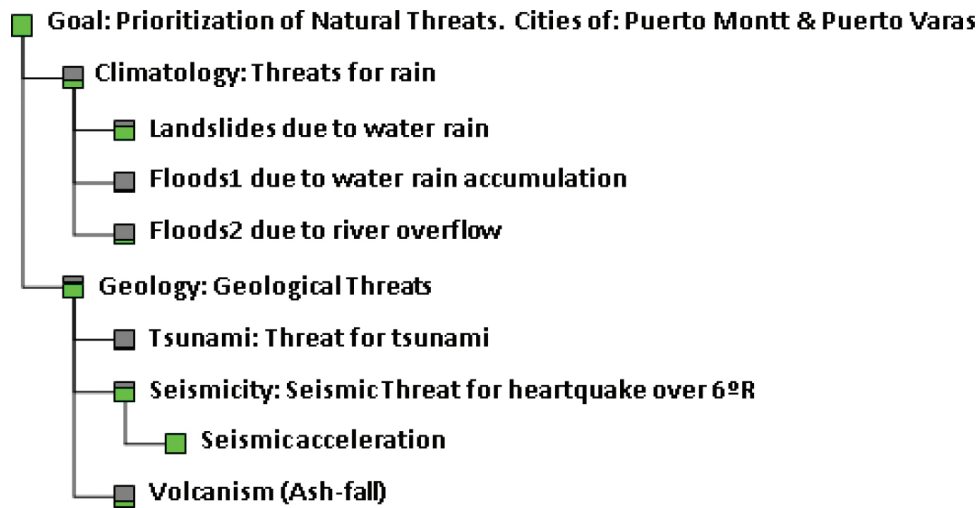 Goal: Prioritization of Natural Threats. Cities of: Puerto Montt & Puerto Varas
Climatology: Threats for rain
Landslides due to water rain
Floods1 due to water rain accumulation
Floods2 due to river overflow
Geology: Geological Threats
Tsunami: Threat for tsunami
Seismicity: Seismic Threat for heartquake over 6ºR
Seismic acceleration
Volcanism (Ash-fall)